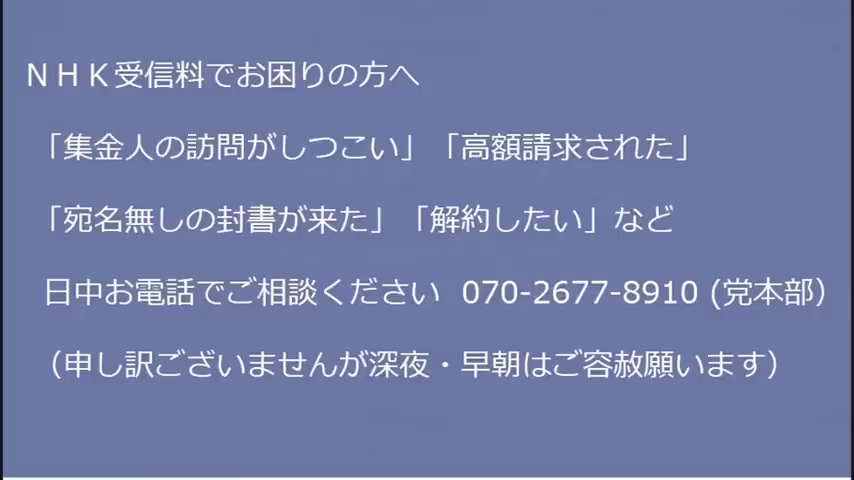 ＮＨＫ受信料でお困りの方へ
「集金人の訪問がしつこい」「高額請求された」
「宛名無しの封書が来た」「解約したい」など
日中お電話でご相談ください 070-2677-8910 (党本部）
（申し訳ございませんが深夜・早朝はご容赦願います）